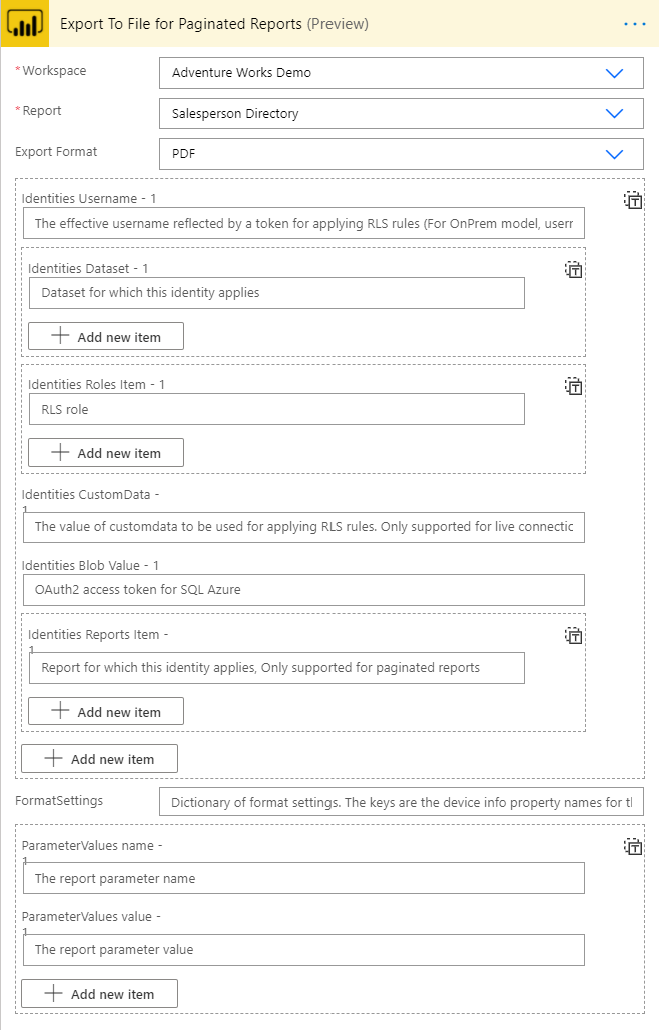 Export To File for Paginated Reports (Preview)
* Workspace
Adventure Works Demo
* Report
Salesperson Directory
Export Format
PDF
Identities Username - 1
The effective username reflected by a token for applying RLS rules (For OnPrem model, usern
Identities Dataset - 1
Dataset for which this identity applies
Add new item
Identities Roles Item - 1
RLS role
Add new item
Identities CustomData -
1
The value of customdata to be used for applying RLS rules. Only supported for live connectic
Identities Blob Value - 1
OAuth2 access token for SQL Azure
Identities Reports Item -
1
Report for which this identity applies, Only supported for paginated reports
Add new item
Add new item
FormatSettings
Dictionary of format settings. The keys are the device info property names for tl
ParameterValues name -
1
The report parameter name
ParameterValues value -
1
The report parameter value
Add new item